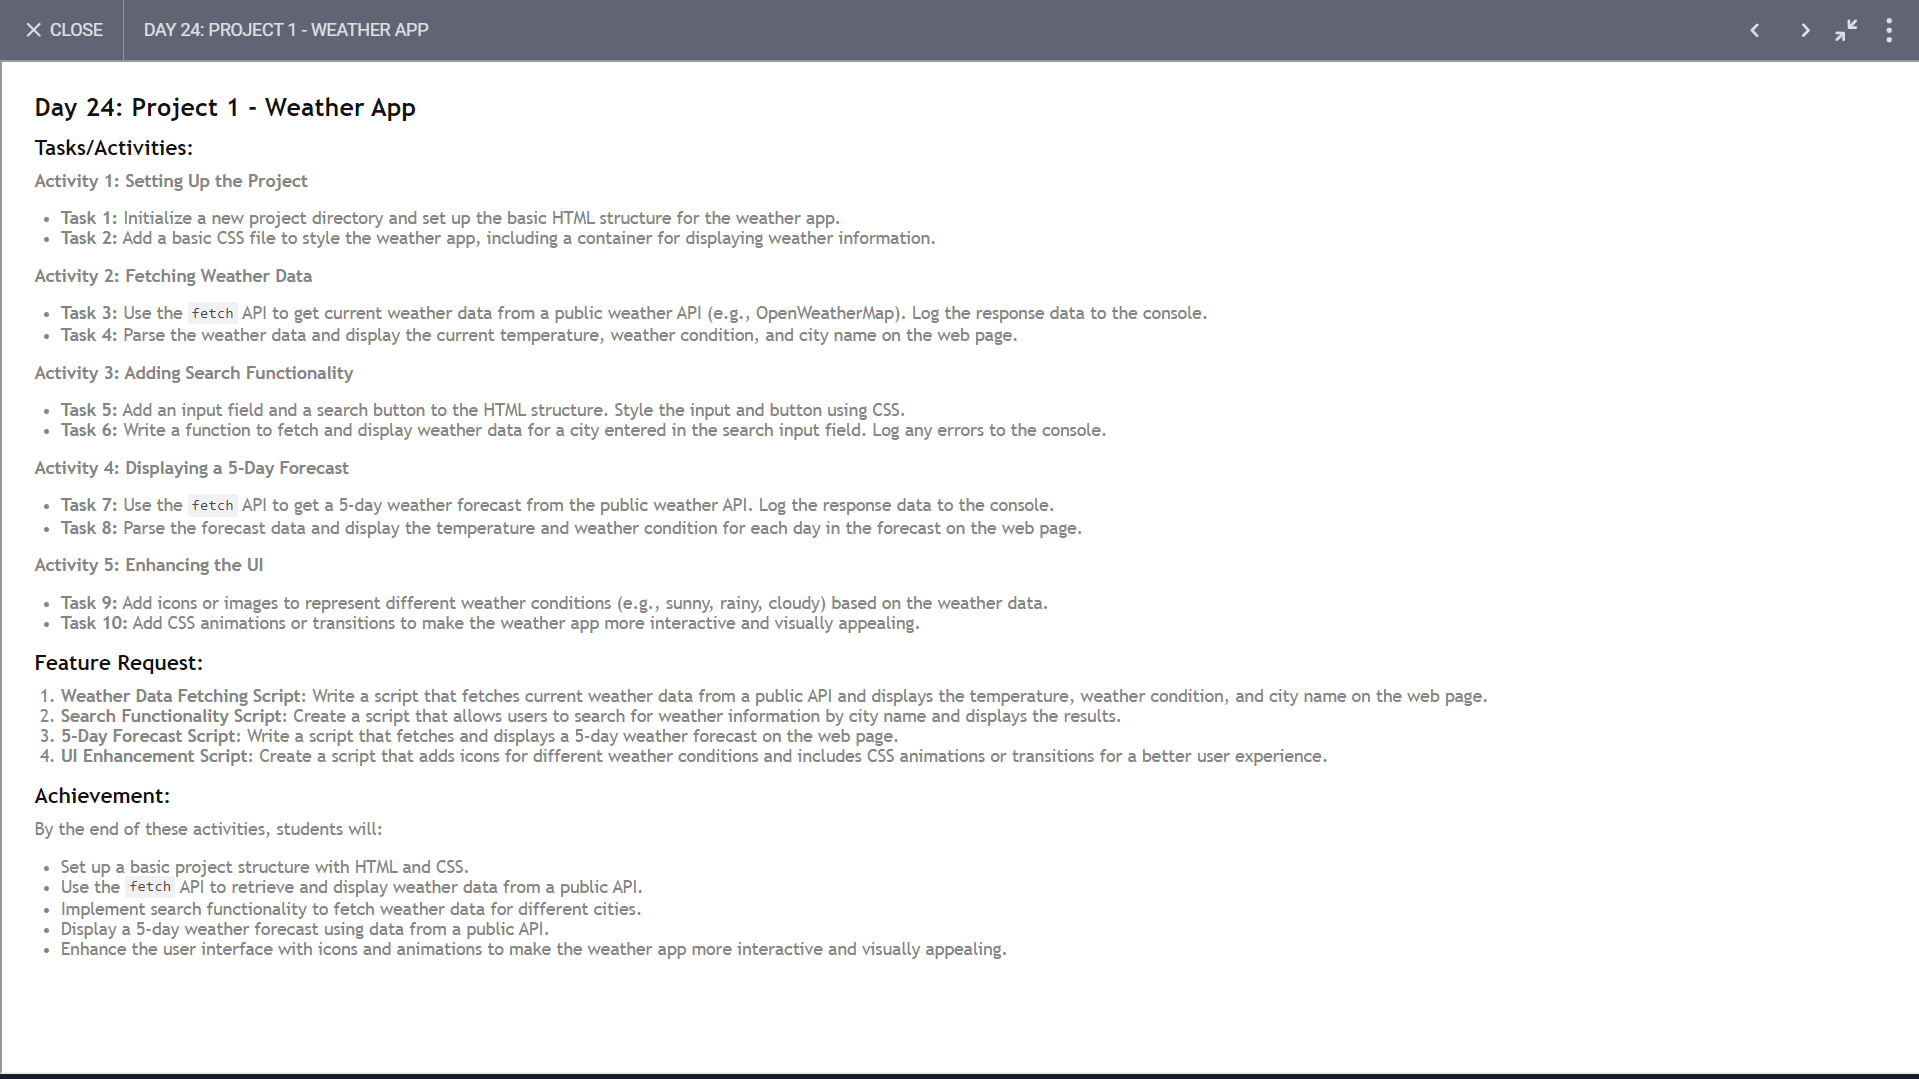 CLOSE DAY 24: PROJECT 1 - WEATHER APP
Day 24: Project 1 - Weather App
Tasks/Activities:
Activity 1: Setting Up the Project
• Task 1: Initialize a new project directory and set up the basic HTML structure for the weather app.
• Task 2: Add a basic CSS file to style the weather app, including a container for displaying weather information.
Activity 2: Fetching Weather Data
• Task 3: Use the fetch API to get current weather data from a public weather API (e.g., OpenWeatherMap). Log the response data to the console.
• Task 4: Parse the weather data and display the current temperature, weather condition, and city name on the web page.
Activity 3: Adding Search Functionality
• Task 5: Add an input field and a search button to the HTML structure. Style the input and button using CSS.
• Task 6: Write a function to fetch and display weather data for a city entered in the search input field. Log any errors to the console.
Activity 4: Displaying a 5-Day Forecast
• Task 7: Use the fetch API to get a 5-day weather forecast from the public weather API. Log the response data to the console.
• Task 8: Parse the forecast data and display the temperature and weather condition for each day in the forecast on the web page.
Activity 5: Enhancing the UI
• Task 9: Add icons or images to represent different weather conditions (e.g., sunny, rainy, cloudy) based on the weather data.
• Task 10: Add CSS animations or transitions to make the weather app more interactive and visually appealing.
Feature Request:
1. Weather Data Fetching Script: Write a script that fetches current weather data from a public API and displays the temperature, weather condition, and city name on the web page.
2. Search Functionality Script: Create a script that allows users to search for weather information by city name and displays the results.
3. 5-Day Forecast Script: Write a script that fetches and displays a 5-day weather forecast on the web page.
4. UI Enhancement Script: Create a script that adds icons for different weather conditions and includes CSS animations or transitions for a better user experience.
Achievement:
By the end of these activities, students will:
• Set up a basic project structure with HTML and CSS.
• Use the fetch API to retrieve and display weather data from a public API.
• Implement search functionality to fetch weather data for different cities.
• Display a 5-day weather forecast using data from a public API.
• Enhance the user interface with icons and animations to make the weather app more interactive and visually appealing.